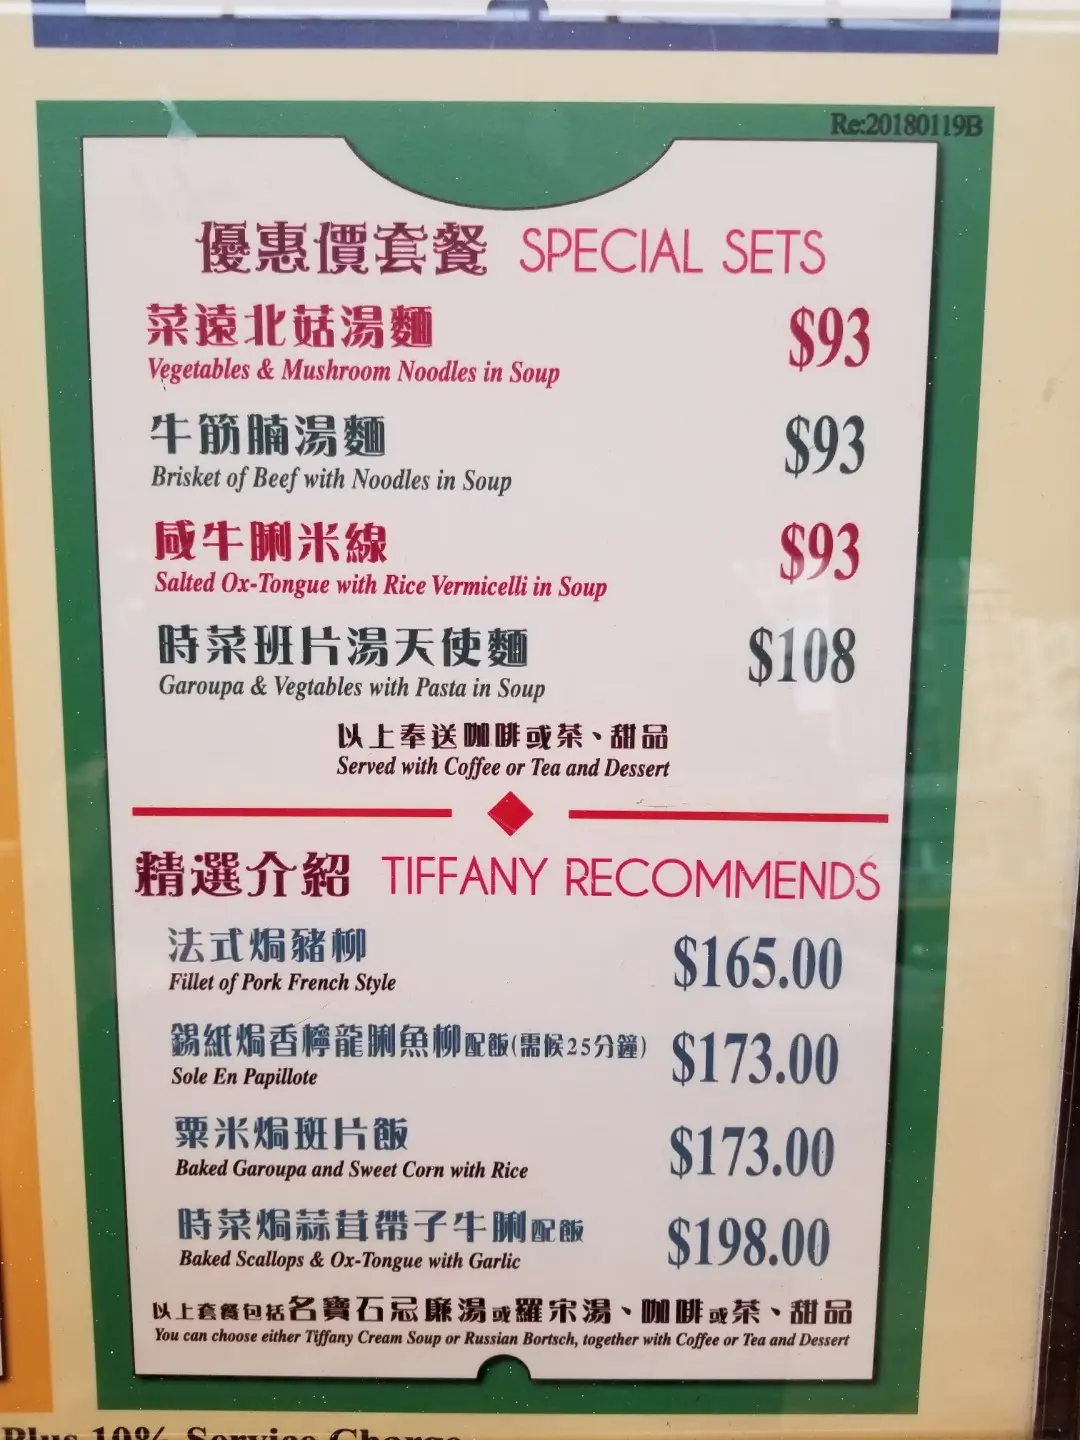 Re:20180119B
優惠價套餐 SPECIAL SETS
菜遠北菇湯麵 $93
Vegetables & Mushroom Noodles in Soup
牛筋腩湯麵 $93
Brisket of Beef with Noodles in Soup
咸牛脷米線 $93
Salted Ox-Tongue with Rice Vermicelli in Soup
時菜班片湯天使麵 $108
Garoupa & Vegtables with Pasta in Soup
以上奉送咖啡或茶、甜品
Served with Coffee or Tea and Dessert
精選介紹 TIFFANY RECOMMENDS
法式焗豬柳 $165.00
Fillet of Pork French Style
錫紙焗香檸龍脷魚柳配飯(需候25分鐘) $173.00
Sole En Papillote
粟米焗班片飯 $173.00
Baked Garoupa and Sweet Corn with Rice
時菜焗蒜茸帶子牛脷配飯 $198.00
Baked Scallops & Ox-Tongue with Garlic
以上套餐包括名寶石忌廉湯或羅宋湯、咖啡或茶、甜品
You can choose either Tiffany Cream Soup or Russian Bortsch, together with Coffee or Tea and Dessert
Plus 10% Service Charge